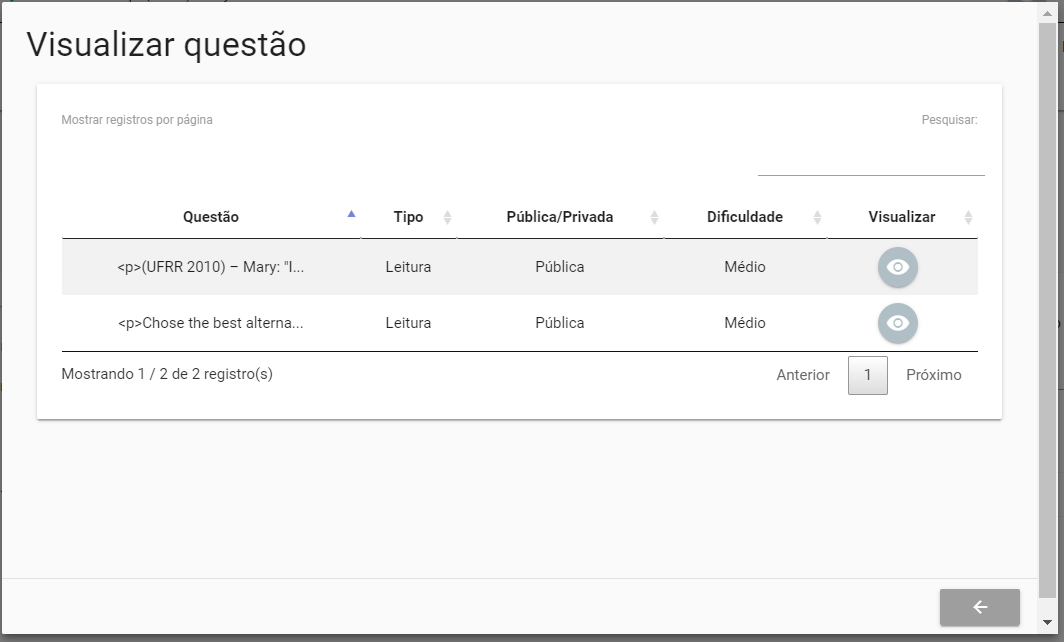 Visualizar questão
Mostrar registros por página
Pesquisar:
Questão Tipo Pública/Privada Dificuldade Visualizar
<p>(UFRR 2010) – Mary: "I... Leitura Pública Médio
<p>Chose the best alterna... Leitura Pública Médio
Mostrando 1 / 2 de 2 registro(s) Anterior 1 Próximo